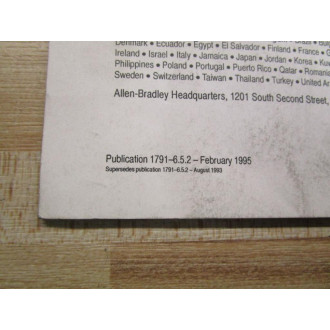 Denmark • Ecuador • Egypt • El Salvador • Finland • France •
Ireland • Israel • Italy • Jamaica • Japan • Jordan • Korea •
Philippines • Poland • Portugal • Puerto Rico • Qatar •
Sweden • Switzerland • Taiwan • Thailand • Turkey • United
Allen-Bradley Headquarters, 1201 South Second Street,
Publication 1791–6.5.2 – February 1995
Supersedes publication 1791–6.5.2 – August 1993